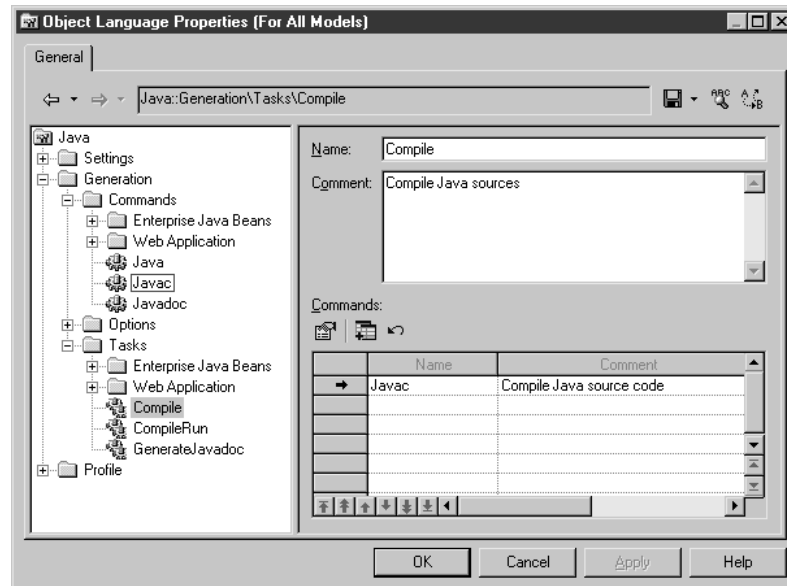 Object Language Properties (For All Models)
General
Java::Generation\Tasks\Compile
Java
Settings
Generation
Commands
Enterprise Java Beans
Web Application
Java
Javac
Javadoc
Options
Tasks
Enterprise Java Beans
Web Application
Compile
CompileRun
GenerateJavadoc
Profile
Name: Compile
Comment: Compile Java sources
Commands:
Name Comment
Javac Compile Java source code
OK Cancel Apply Help